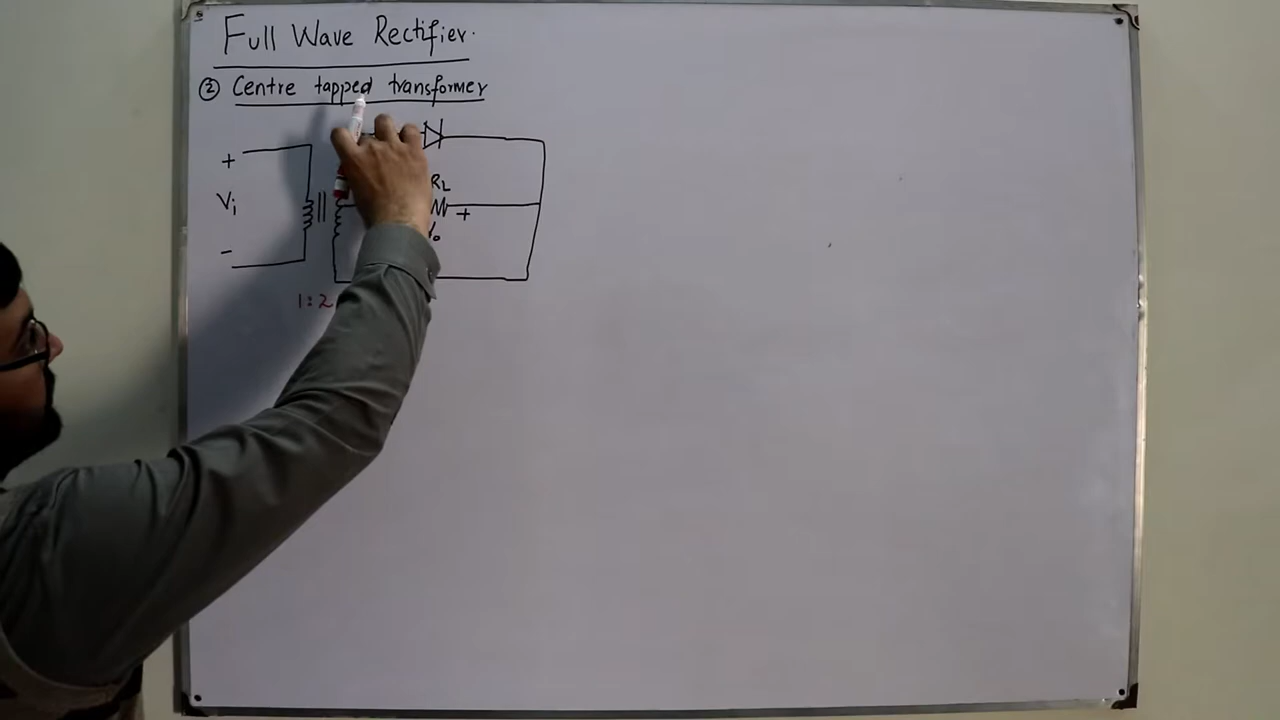 Full Wave Rectifier.
② Centre tapped transformer
+
Vi
-
RL
+
1:2